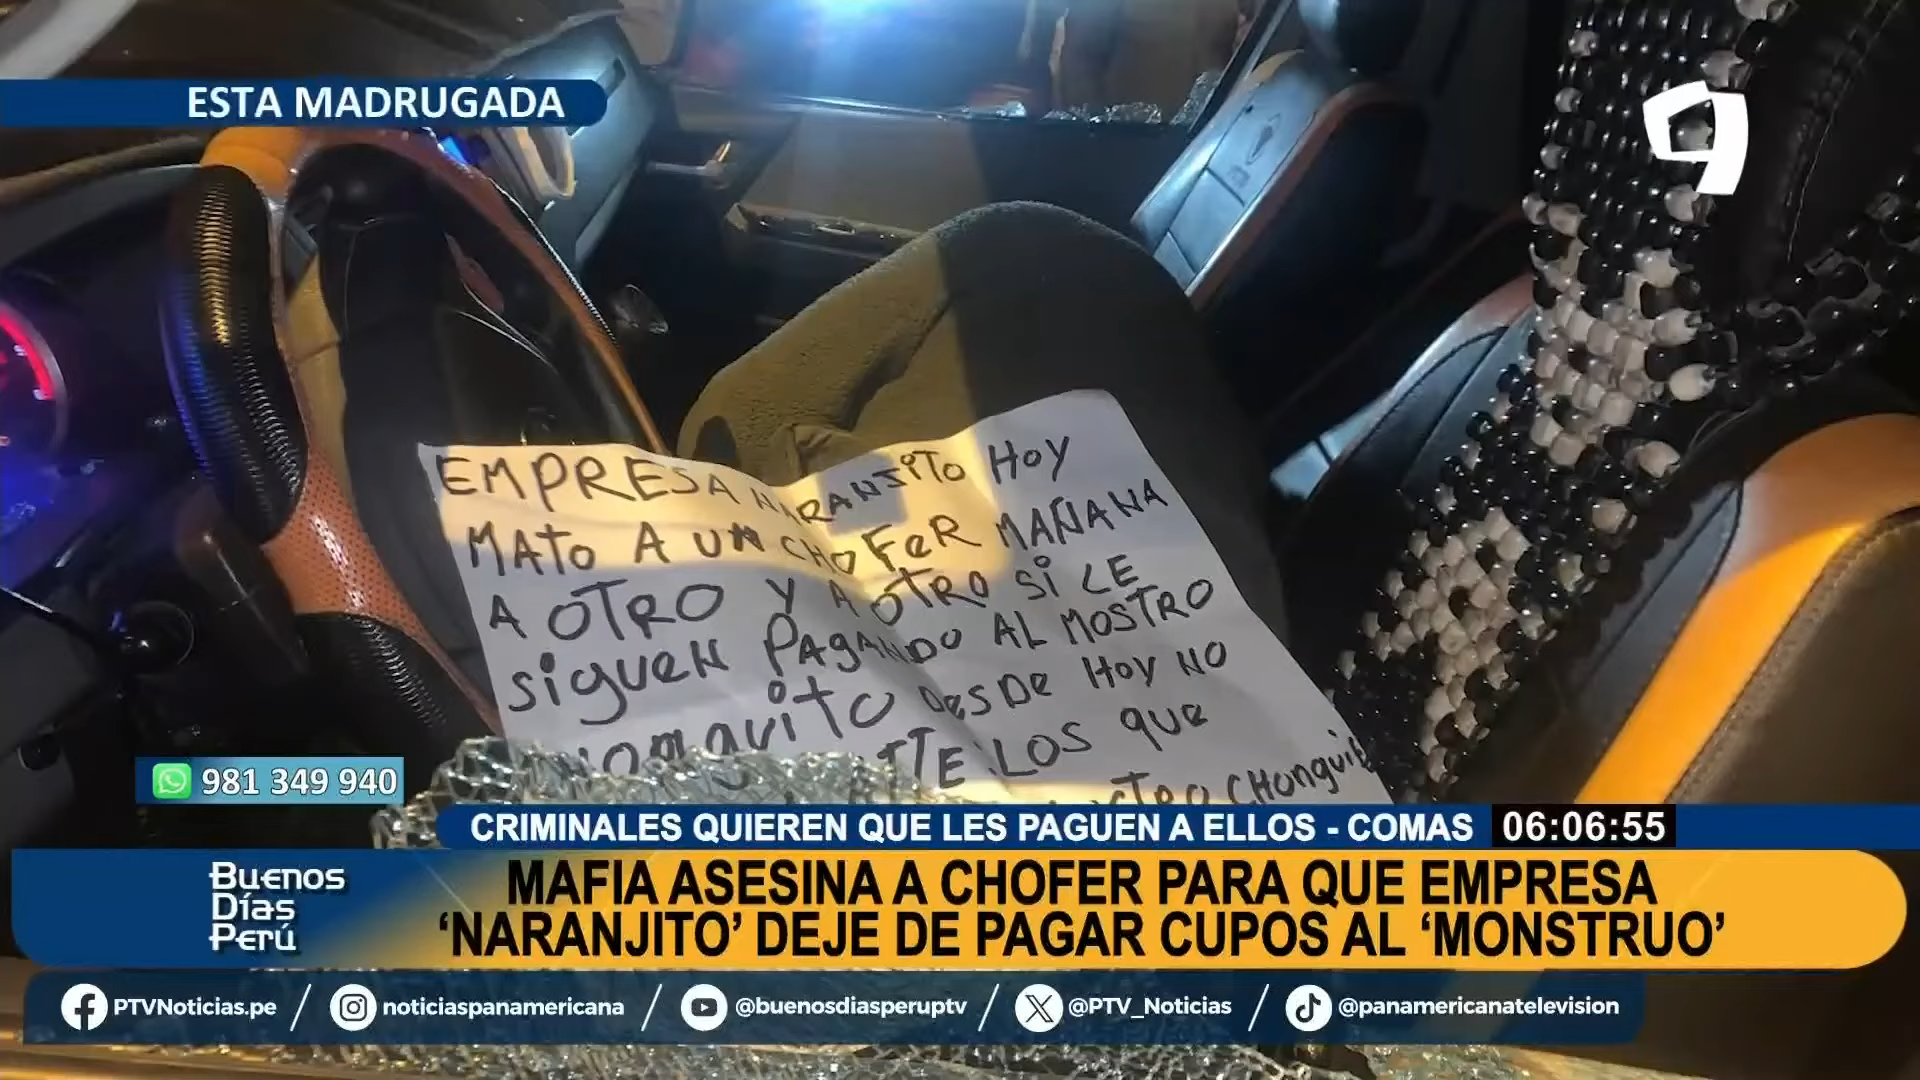 ESTA MADRUGADA
EMPRESA NARANJITO HOY
MATO A UN CHOFER MAÑANA
A OTRO Y A OTRO SI LE
SIGUEN PAGANDO AL MOSTRO
DESDE HOY NO
LOS QUE
981 349 940
CRIMINALES QUIEREN QUE LES PAGUEN A ELLOS - COMAS 06:06:55
Buenos
Días
Perú
MAFIA ASESINA A CHOFER PARA QUE EMPRESA
‘NARANJITO’ DEJE DE PAGAR CUPOS AL ‘MONSTRUO’
PTVNoticias.pe / noticiaspanamericana / @buenosdiasperuptv / @PTV_Noticias / @panamericanatelevision